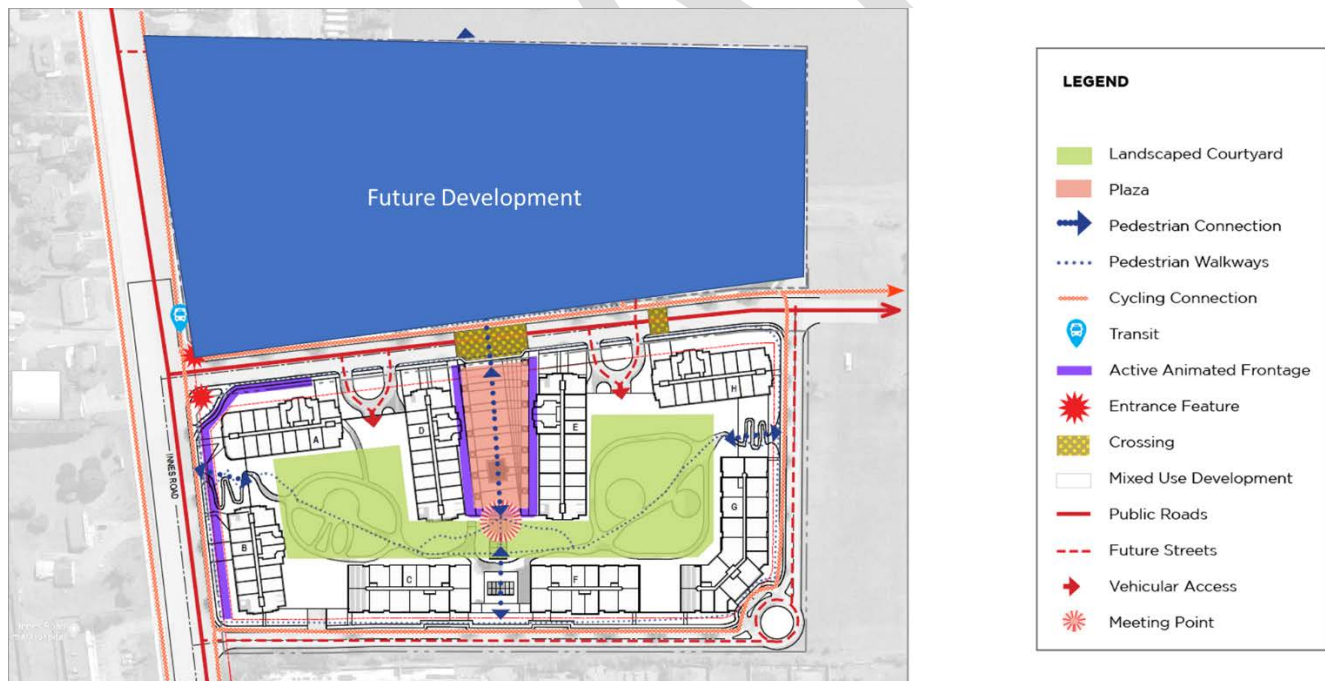 Future Development
INNES ROAD
A
D
E
H
B
C
F
G
LEGEND
Landscaped Courtyard
Plaza
Pedestrian Connection
Pedestrian Walkways
Cycling Connection
Transit
Active Animated Frontage
Entrance Feature
Crossing
Mixed Use Development
Public Roads
Future Streets
Vehicular Access
Meeting Point